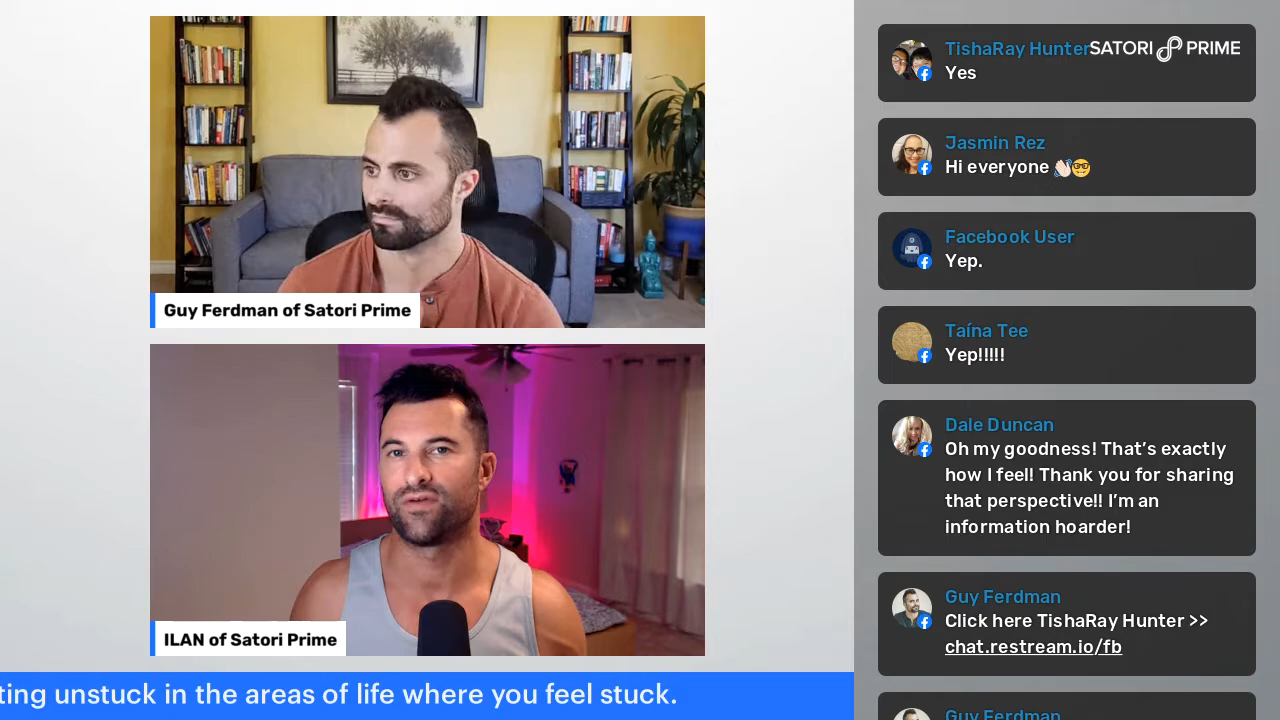 Guy Ferdman of Satori Prime
ILAN of Satori Prime
ting unstuck in the areas of life where you feel stuck.
SATORI PRIME
TishaRay Hunter
Yes
Jasmin Rez
Hi everyone 👋🏻🤓
Facebook User
Yep.
Taína Tee
Yep!!!!!
Dale Duncan
Oh my goodness! That’s exactly
how I feel! Thank you for sharing
that perspective!! I’m an
information hoarder!
Guy Ferdman
Click here TishaRay Hunter >>
chat.restream.io/fb
Guy Ferdman